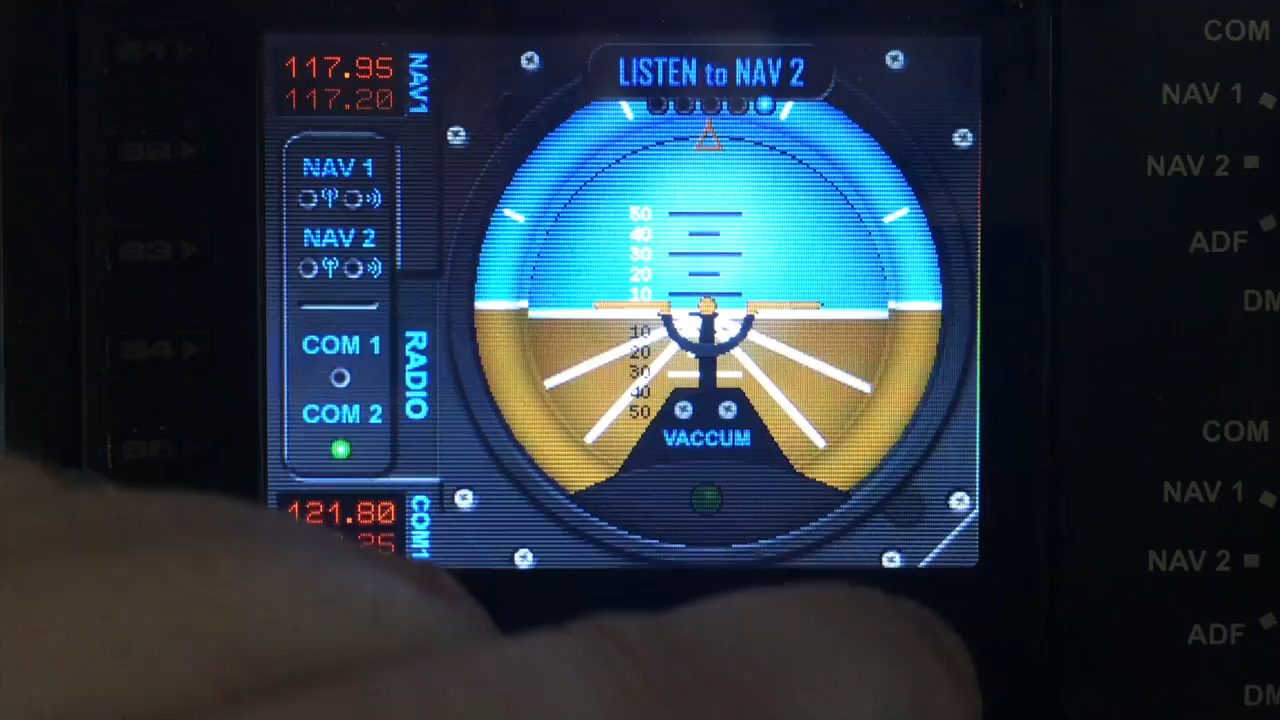 COM
117.95
117.20
NAV1
LISTEN to NAV 2
NAV 1
NAV 1
NAV 2
NAV 2
ADF
50
40
30
20
10
10
20
30
40
50
COM 1
RADIO
COM 2
VACCUM
COM
NAV 1
121.80
COM1
NAV 2
ADF